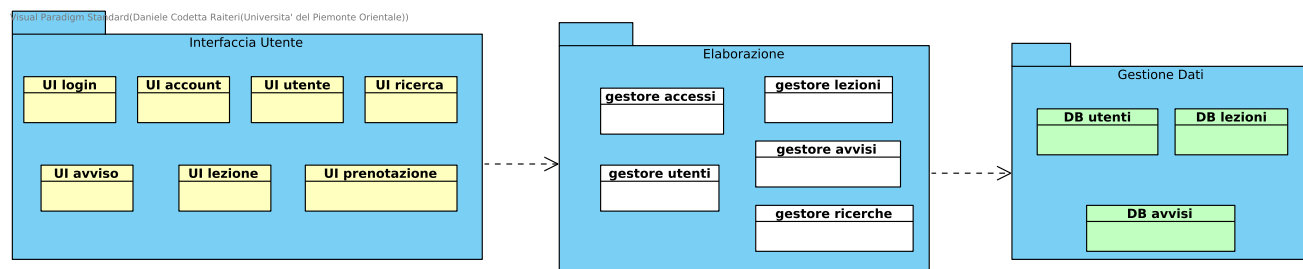 Visual Paradigm Standard(Daniele Codetta Raiteri(Universita' del Piemonte Orientale))
Interfaccia Utente
UI login
UI account
UI utente
UI ricerca
UI avviso
UI lezione
UI prenotazione
Elaborazione
gestore accessi
gestore lezioni
gestore avvisi
gestore utenti
gestore ricerche
Gestione Dati
DB utenti
DB lezioni
DB avvisi